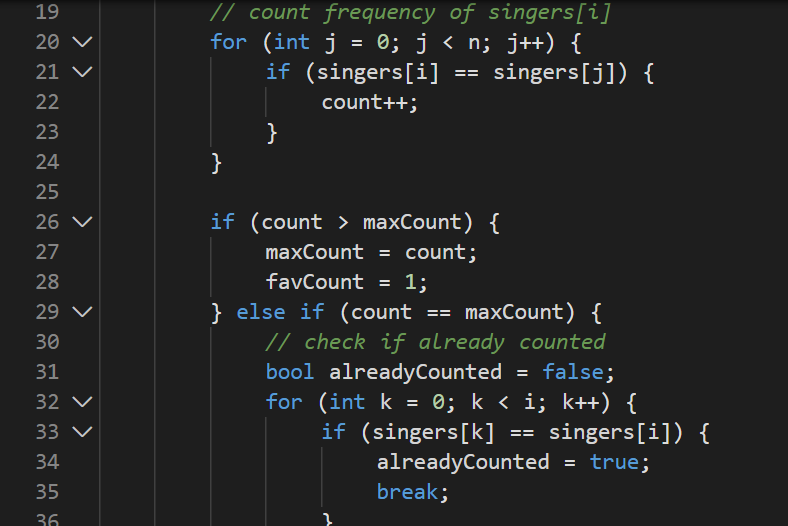 19 // count frequency of singers[i]
20 for (int j = 0; j < n; j++) {
21 if (singers[i] == singers[j]) {
22 count++;
23 }
24 }
25
26 if (count > maxCount) {
27 maxCount = count;
28 favCount = 1;
29 } else if (count == maxCount) {
30 // check if already counted
31 bool alreadyCounted = false;
32 for (int k = 0; k < i; k++) {
33 if (singers[k] == singers[i]) {
34 alreadyCounted = true;
35 break;
36 }